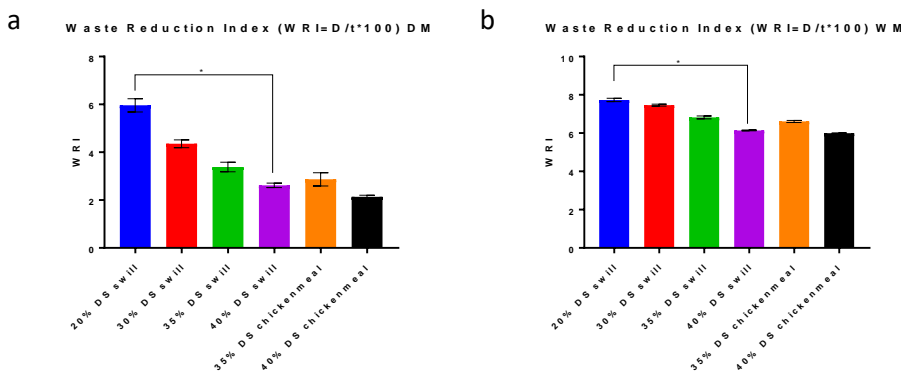 a
Waste Reduction Index (WRI=D/t*100) DM
8
6
4
2
0
WRI
*
20% DS swill
30% DS swill
35% DS swill
40% DS swill
35% DS chickenmeal
40% DS chickenmeal
b
Waste Reduction Index (WRI=D/t*100) WM
10
8
6
4
2
0
WRI
*
20% DS swill
30% DS swill
35% DS swill
40% DS swill
35% DS chickenmeal
40% DS chickenmeal